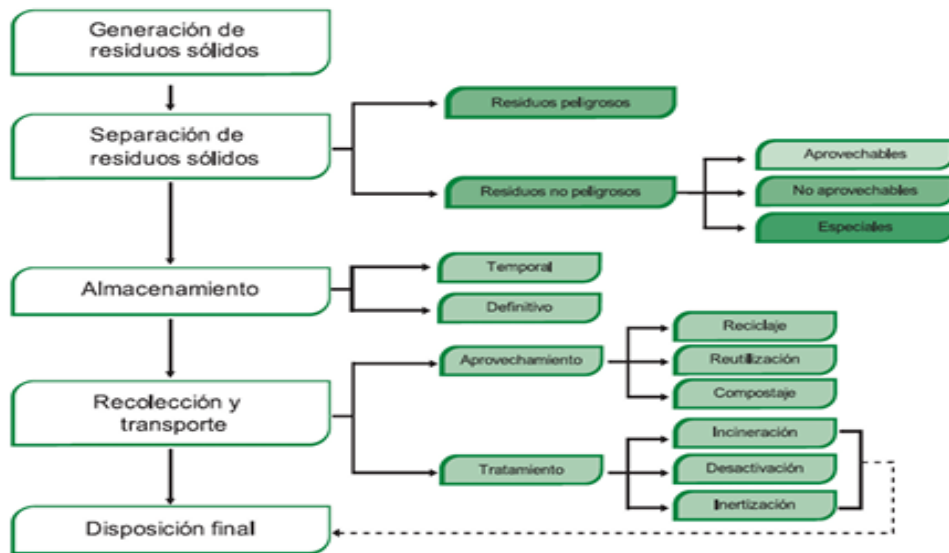 Generación de
residuos sólidos
Separación de
residuos sólidos
Residuos peligrosos
Residuos no peligrosos
Aprovechables
No aprovechables
Especiales
Almacenamiento
Temporal
Definitivo
Recolección y
transporte
Aprovechamiento
Reciclaje
Reutilización
Compostaje
Tratamiento
Incineración
Desactivación
Inertización
Disposición final